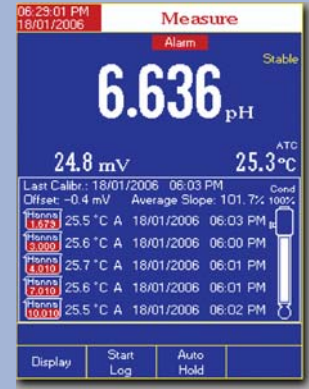 06:29:01 PM
18/01/2006
Measure
Alarm
Stable
6.636 pH
ATC
24.8 mV
25.3°C
Last Calibr.: 18/01/2006 06:03 PM
Cond
Offset: -0.4 mV Average Slope: 101.7% 100%
Hanna
1.679 25.5 °C A 18/01/2006 06:03 PM
Hanna
3.000 25.6 °C A 18/01/2006 06:00 PM
Hanna
4.010 25.7 °C A 18/01/2006 06:01 PM
Hanna
7.010 25.6 °C A 18/01/2006 06:01 PM
Hanna
10.010 25.5 °C A 18/01/2006 06:02 PM
Display
Start
Log
Auto
Hold